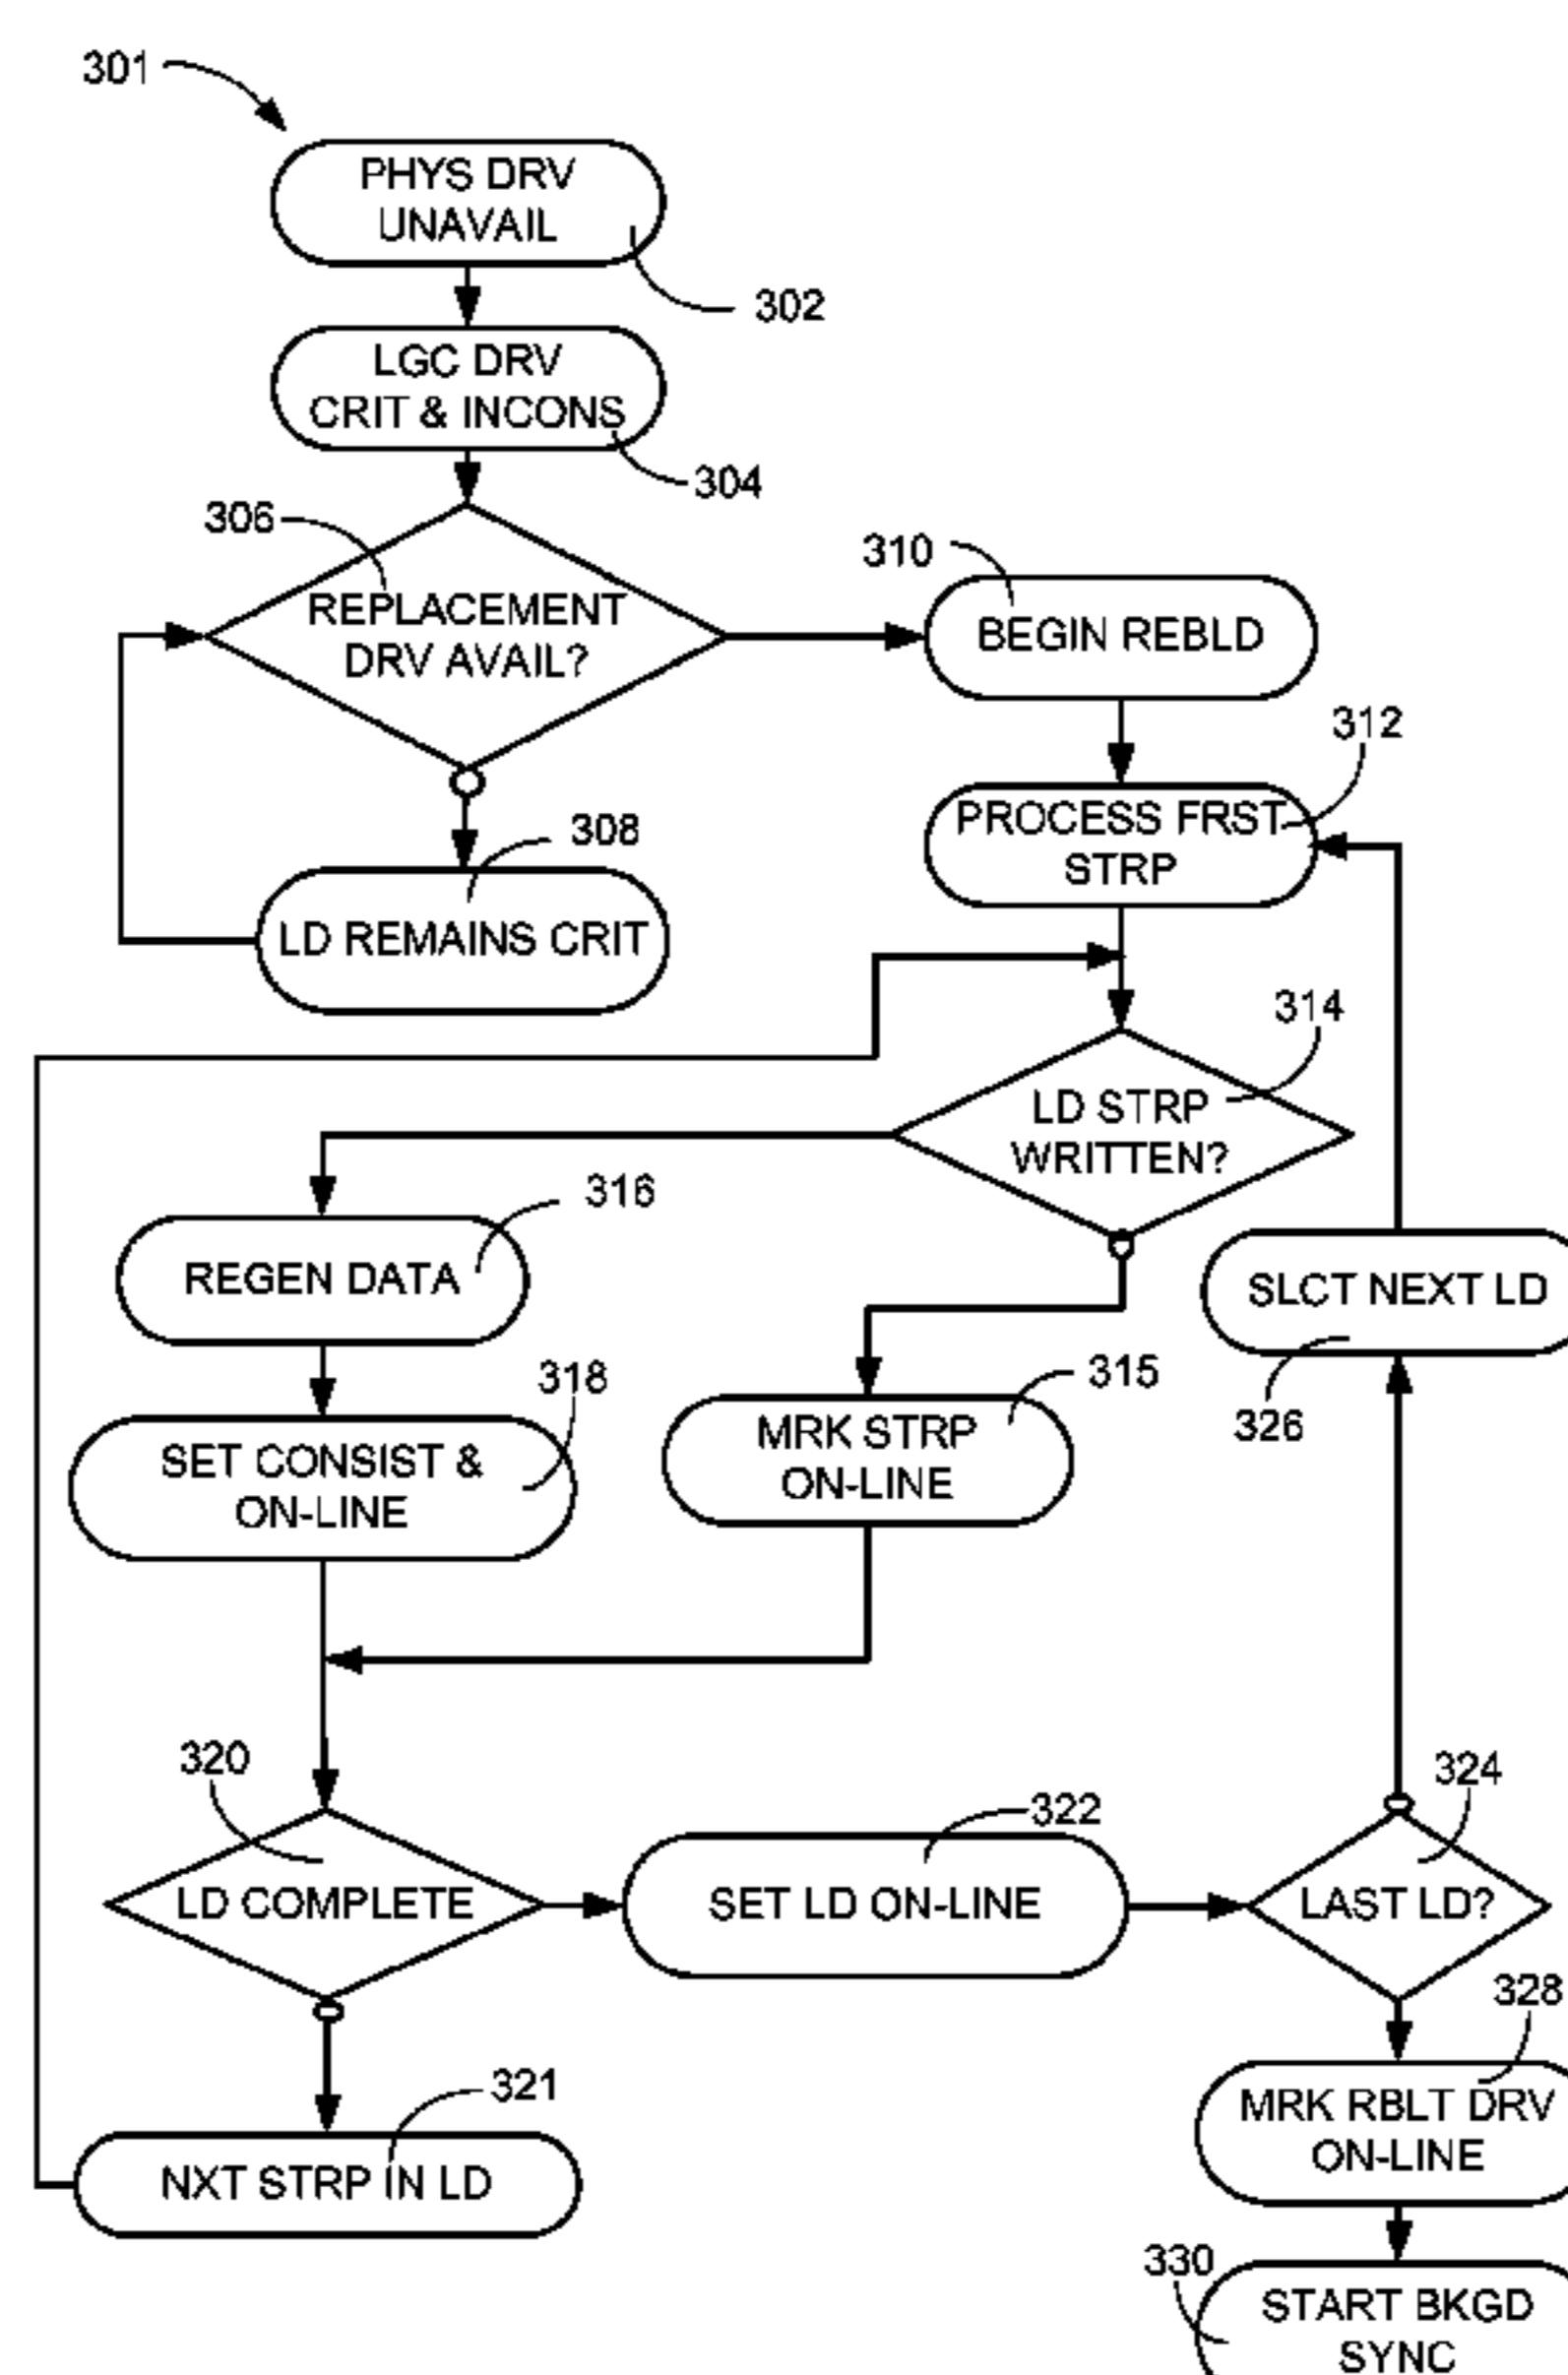 301
PHYS DRV
UNAVAIL
302
LGC DRV
CRIT & INCONS
304
306
REPLACEMENT
DRV AVAIL?
310
BEGIN REBLD
312
PROCESS FRST
STRP
308
LD REMAINS CRIT
314
LD STRP
WRITTEN?
316
REGEN DATA
SLCT NEXT LD
326
318
SET CONSIST &
ON-LINE
315
MRK STRP
ON-LINE
320
LD COMPLETE
322
SET LD ON-LINE
324
LAST LD?
328
MRK RBLT DRV
ON-LINE
321
NXT STRP IN LD
330
START BKGD
SYNC